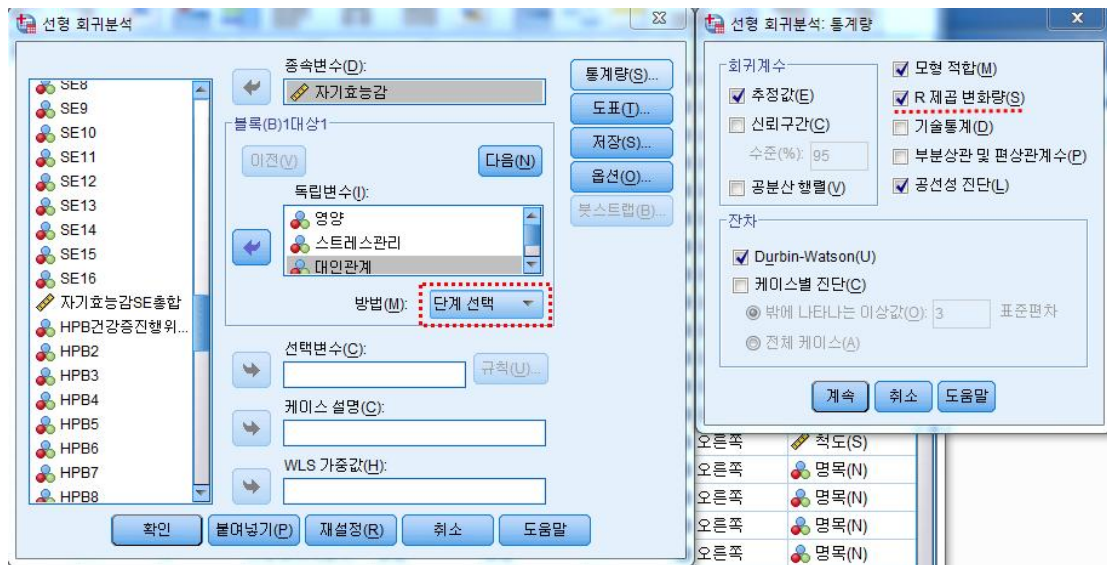 선형 회귀분석
SE8
SE9
SE10
SE11
SE12
SE13
SE14
SE15
SE16
자기효능감SE총합
HPB건강증진행위...
HPB2
HPB3
HPB4
HPB5
HPB6
HPB7
HPB8
종속변수(D):
자기효능감
블록(B)1대상1
이전(V)
다음(N)
독립변수(I):
영양
스트레스관리
대인관계
방법(M): 단계 선택
선택변수(C):
규칙(U)...
케이스 설명(C):
WLS 가중값(H):
통계량(S)...
도표(T)...
저장(S)...
옵션(O)...
붓스트랩(B)...
확인 붙여넣기(P) 재설정(R) 취소 도움말
선형 회귀분석: 통계량
회귀계수
추정값(E)
신뢰구간(C)
수준(%): 95
공분산 행렬(V)
모형 적합(M)
R 제곱 변화량(S)
기술통계(D)
부분상관 및 편상관계수(P)
공선성 진단(L)
잔차
Durbin-Watson(U)
케이스별 진단(C)
밖에 나타나는 이상값(O): 3 표준편차
전체 케이스(A)
계속 취소 도움말
오른쪽 척도(S)
오른쪽 명목(N)
오른쪽 명목(N)
오른쪽 명목(N)
오른쪽 명목(N)